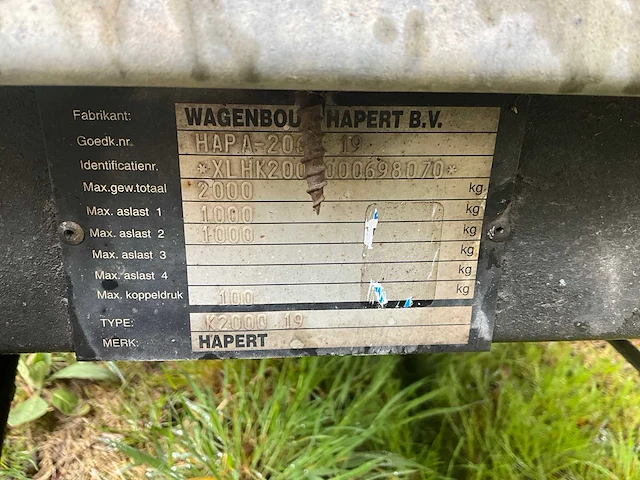 Fabrikant: WAGENBOU HAPERT B.V.
Goedk.nr. HAPA-200 19
Identificatienr.
Max.gew.totaal 2000 kg
Max. aslast 1 1000 kg
Max. aslast 2 1000 kg
Max. aslast 3 kg
Max. aslast 4 kg
Max. koppeldruk 100 kg
TYPE: K2000 19
MERK: HAPERT